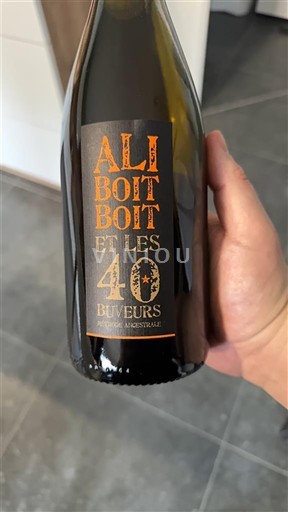 ALI
BOIT
BOIT
ET LES
VINIOU
40
BUVEURS
MÉTHODE ANCESTRALE